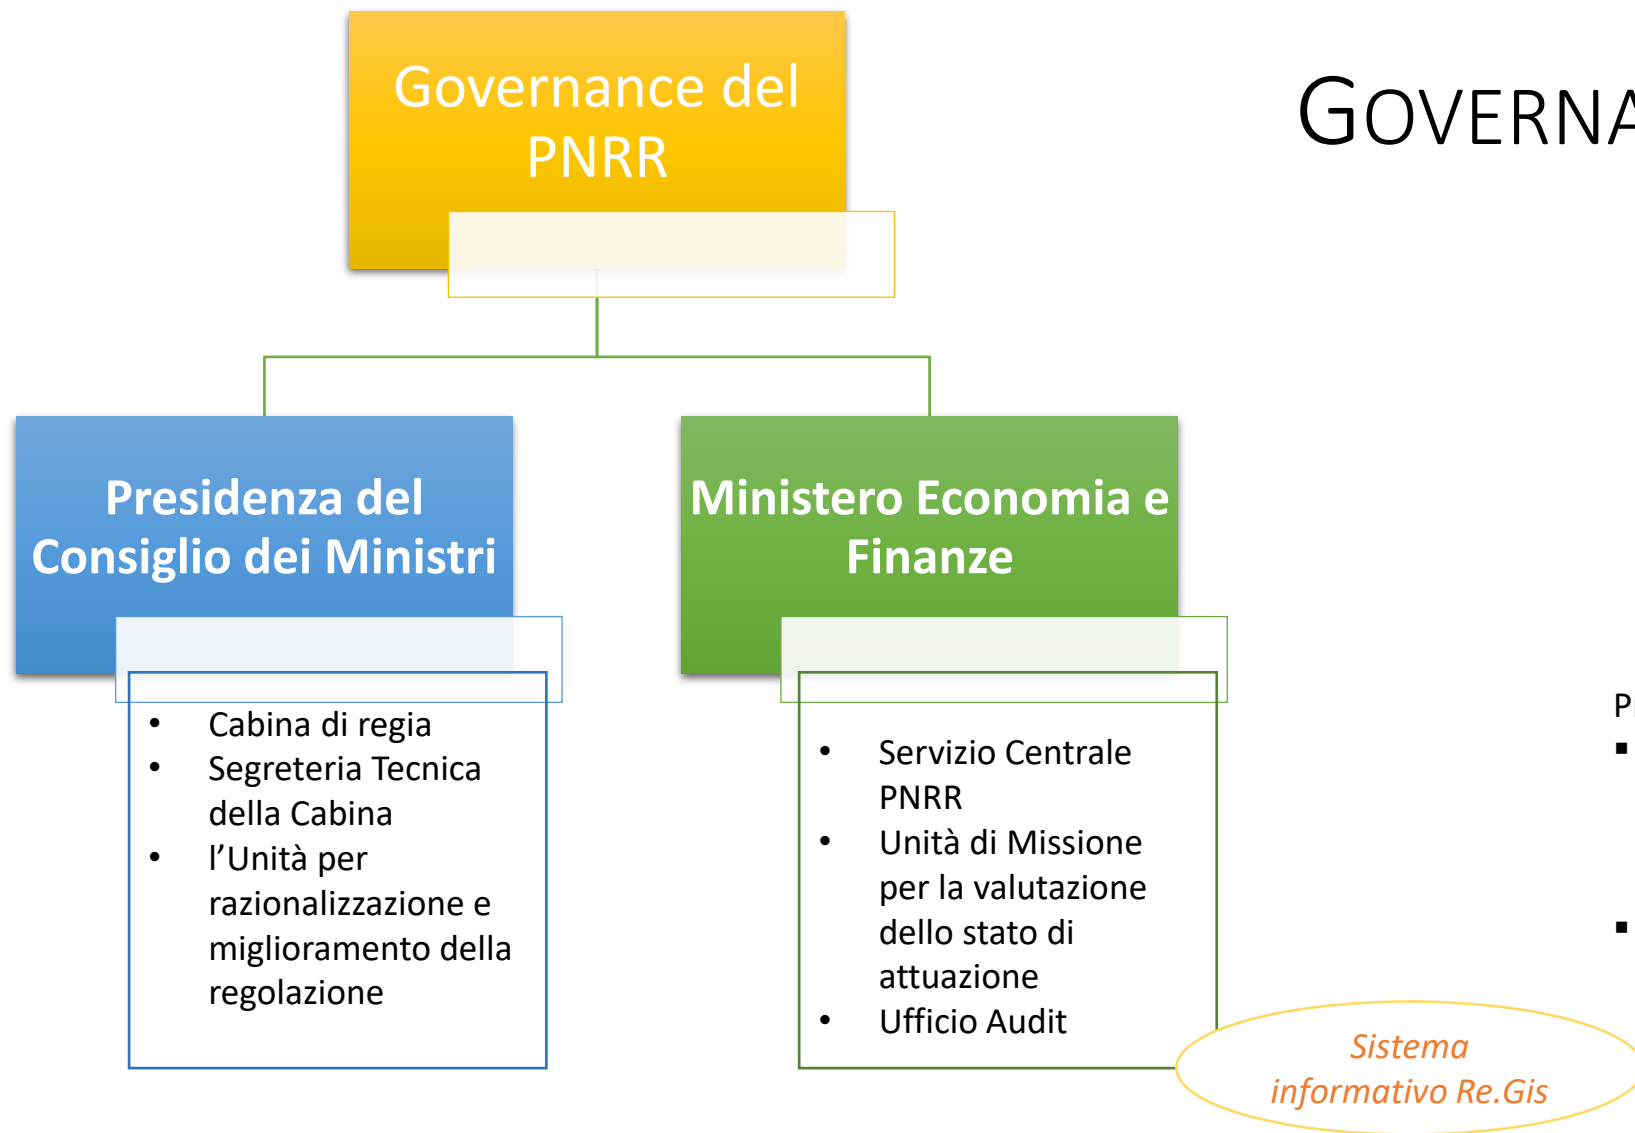 Governance del
PNRR
GOVERNA
Presidenza del
Consiglio dei Ministri
Ministero Economia e
Finanze
• Cabina di regia
• Segreteria Tecnica
della Cabina
• l’Unità per
razionalizzazione e
miglioramento della
regolazione
• Servizio Centrale
PNRR
• Unità di Missione
per la valutazione
dello stato di
attuazione
• Ufficio Audit
Sistema
informativo Re.Gis